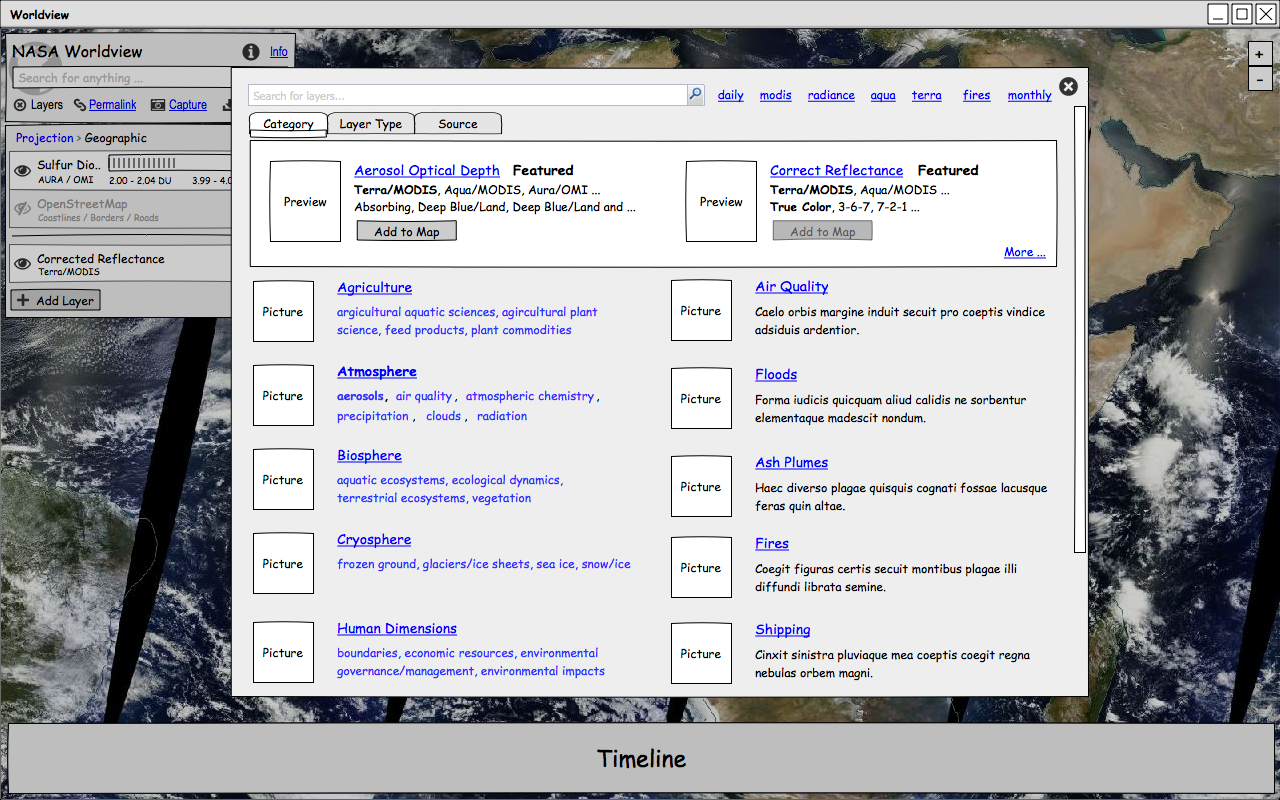 Worldview
NASA Worldview
Info
Search for anything ...
Layers
Permalink
Capture
Projection > Geographic
Sulfur Dio..
AURA / OMI
2.00 - 2.04 DU
3.99 - 4.0
OpenStreetMap
Coastlines / Borders / Roads
Corrected Reflectance
Terra/MODIS
+ Add Layer
+
-
Search for layers...
daily modis radiance aqua terra fires monthly
Category
Layer Type
Source
Preview
Aerosol Optical Depth Featured
Terra/MODIS, Aqua/MODIS, Aura/OMI ...
Absorbing, Deep Blue/Land, Deep Blue/Land and ...
Add to Map
Preview
Correct Reflectance Featured
Terra/MODIS, Aqua/MODIS ...
True Color, 3-6-7, 7-2-1 ...
Add to Map
More ...
Picture
Agriculture
argicultural aquatic sciences, agircultural plant
science, feed products, plant commodities
Picture
Air Quality
Caelo orbis margine induit secuit pro coeptis vindice
adsiduis ardentior.
Picture
Atmosphere
aerosols, air quality, atmospheric chemistry,
precipitation, clouds, radiation
Picture
Floods
Forma iudicis quicquam aliud calidis ne sorbentur
elementaque madescit nondum.
Picture
Biosphere
aquatic ecosystems, ecological dynamics,
terrestrial ecosystems, vegetation
Picture
Ash Plumes
Haec diverso plagae quisquis cognati fossae lacusque
feras quin altae.
Picture
Cryosphere
frozen ground, glaciers/ice sheets, sea ice, snow/ice
Picture
Fires
Coegit figuras certis secuit montibus plagae illi
diffundi librata semine.
Picture
Human Dimensions
boundaries, economic resources, environmental
governance/management, environmental impacts
Picture
Shipping
Cinxit sinistra pluviaque mea coeptis coegit regna
nebulas orbem magni.
Timeline